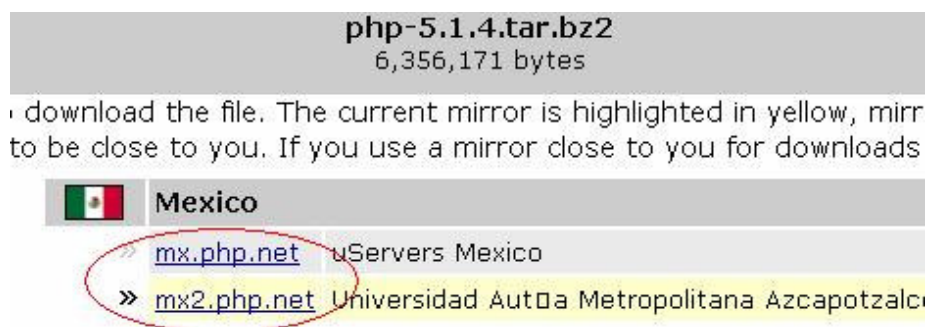 php-5.1.4.tar.bz2
6,356,171 bytes
download the file. The current mirror is highlighted in yellow, mirr
to be close to you. If you use a mirror close to you for downloads
Mexico
» mx.php.net uServers Mexico
» mx2.php.net Universidad Aut□a Metropolitana Azcapotzalc